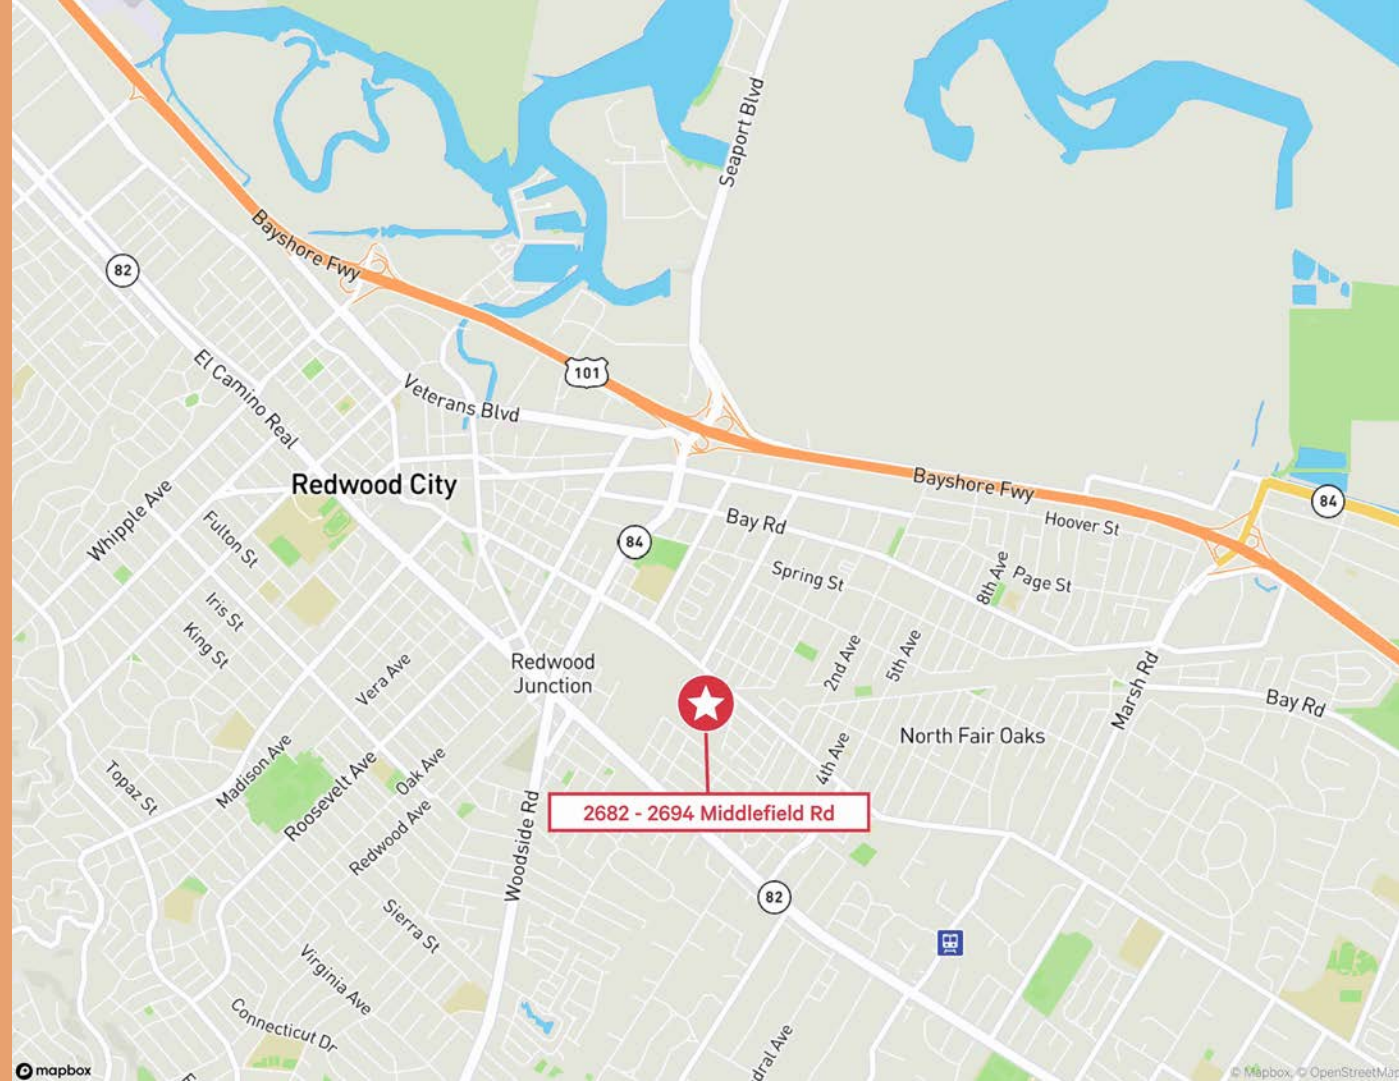 Seaport Blvd
Bayshore Fwy
82
El Camino Real
101
Veterans Blvd
Redwood City
Bayshore Fwy
84
Hoover St
Whipple Ave
Fulton St
84
Bay Rd
Spring St
8th Ave
Page St
Iris St
King St
Vera Ave
Redwood
Junction
2nd Ave
5th Ave
Marsh Rd
Bay Rd
North Fair Oaks
4th Ave
Topaz St
Madison Ave
Roosevelt Ave
Oak Ave
Redwood Ave
Woodside Rd
2682 - 2694 Middlefield Rd
82
Sierra St
Virginia Ave
Connecticut Dr
dral Ave
mapbox
© Mapbox, © OpenStreetMap